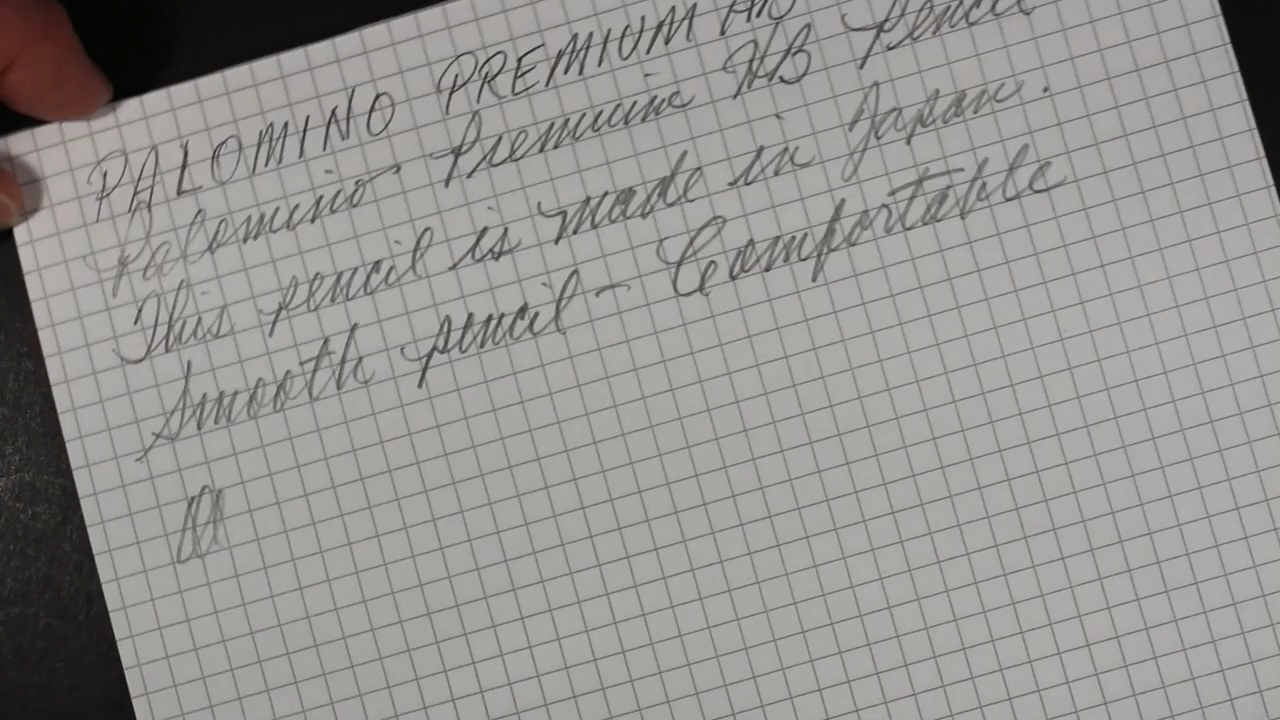 PALOMINO PREMIUM HB
Palomino Premium HB Pencil
This pencil is made in Japan.
Smooth pencil - Comfortable